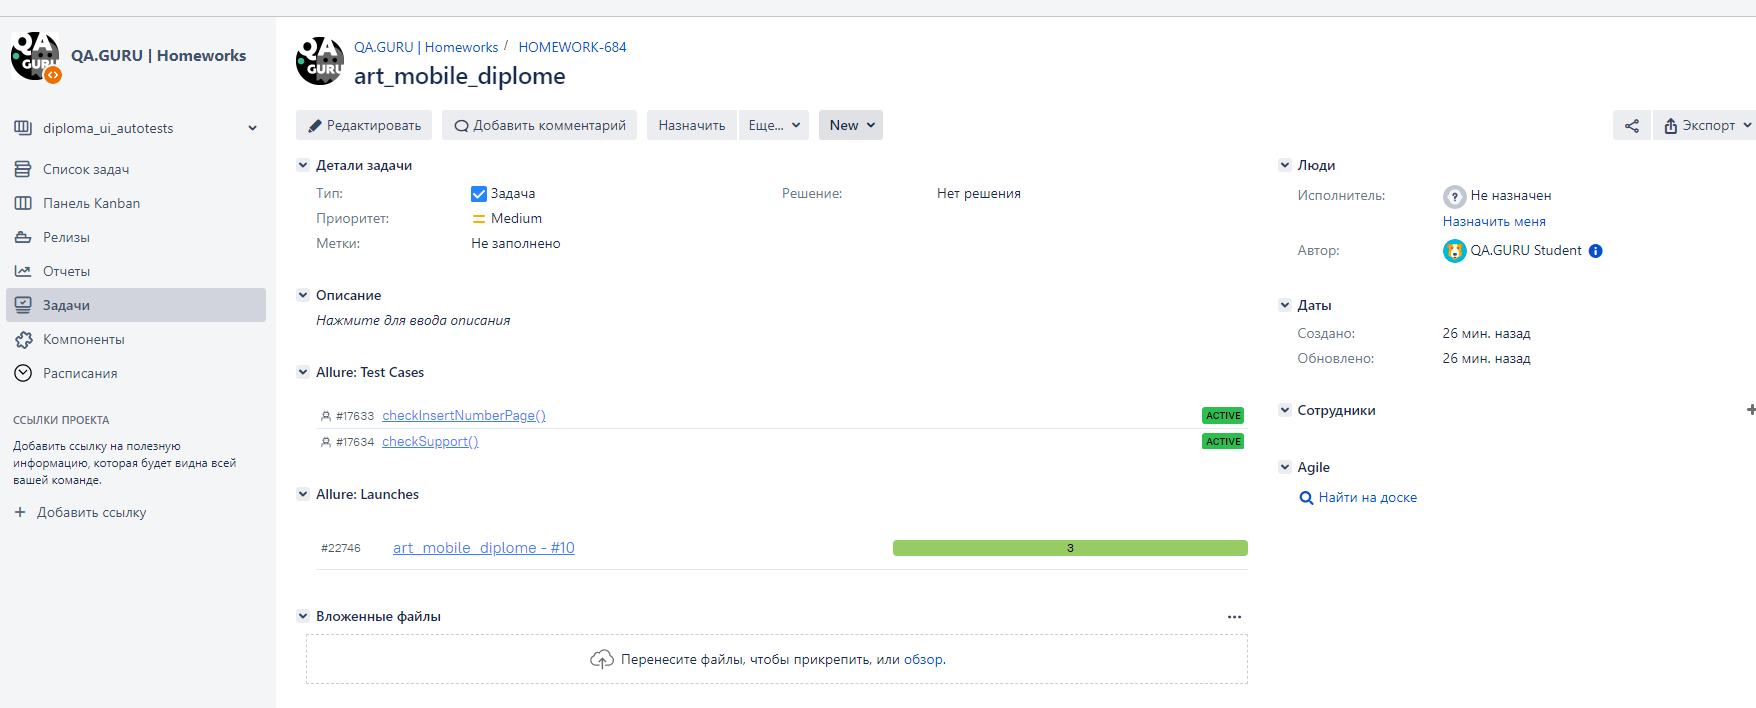 QA GURU
QA.GURU | Homeworks
diploma_ui_autotests
Список задач
Панель Kanban
Релизы
Отчеты
Задачи
Компоненты
Расписания
ССЫЛКИ ПРОЕКТА
Добавить ссылку на полезную
информацию, которая будет видна всей
вашей команде.
+ Добавить ссылку
QA GURU
QA.GURU | Homeworks / HOMEWORK-684
art_mobile_diplome
Редактировать Добавить комментарий Назначить Еще... New Экспорт
Детали задачи
Тип: Задача Решение: Нет решения
Приоритет: Medium
Метки: Не заполнено
Описание
Нажмите для ввода описания
Allure: Test Cases
#17633 checkInsertNumberPage() ACTIVE
#17634 checkSupport() ACTIVE
Allure: Launches
#22746 art_mobile_diplome - #10 3
Вложенные файлы ...
Перенесите файлы, чтобы прикрепить, или обзор.
Люди
Исполнитель: ? Не назначен
Назначить меня
Автор: QA.GURU Student i
Даты
Создано: 26 мин. назад
Обновлено: 26 мин. назад
Сотрудники +
Agile
Найти на доске